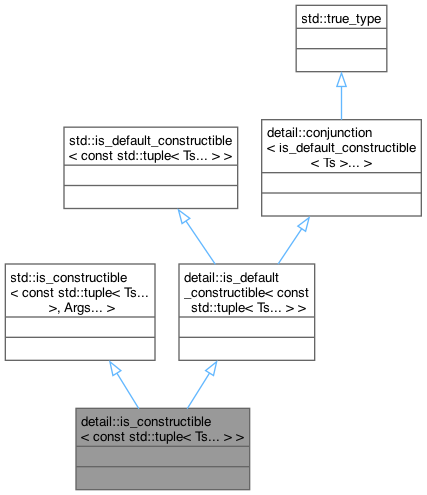 std::true_type
detail::conjunction
< is_default_constructible
< Ts >... >
std::is_default_constructible
< const std::tuple< Ts... > >
std::is_constructible
< const std::tuple< Ts...
>, Args... >
detail::is_default
_constructible< const
std::tuple< Ts... > >
detail::is_constructible
< const std::tuple< Ts... > >